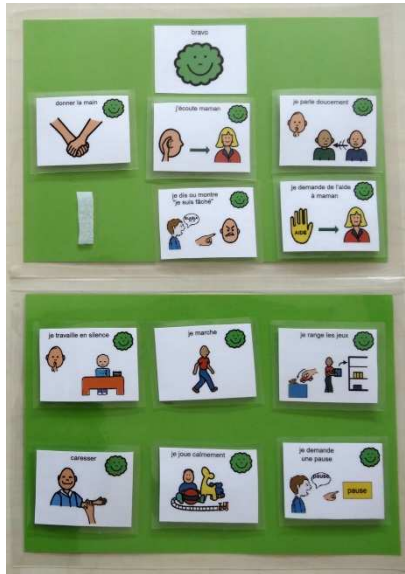 bravo
donner la main
j'écoute maman
je parle doucement
je dis ou montre
"je suis fâché"
je demande de l'aide
à maman
AIDE
je travaille en silence
je marche
je range les jeux
caresser
je joue calmement
je demande
une pause
pause
pause